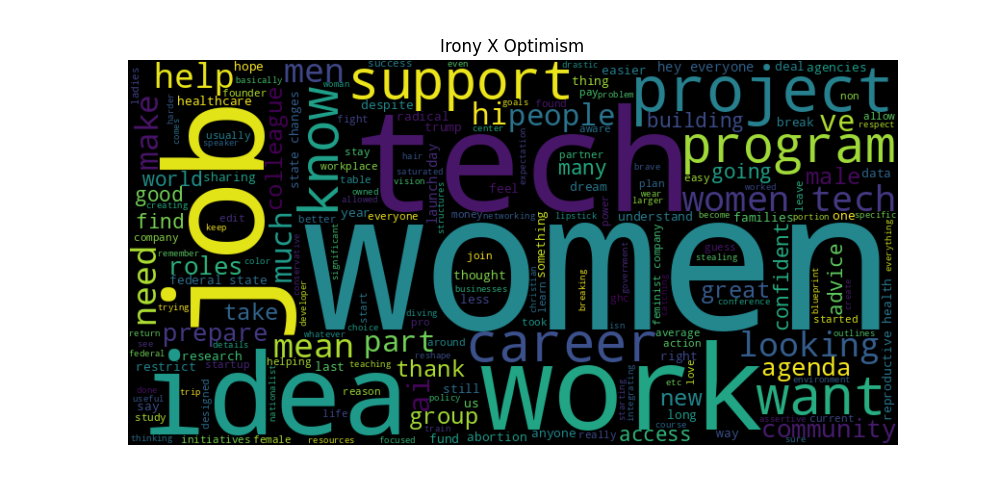 Irony X Optimism
help
hope
men
success
even
drastic
easier
hey everyone
deal
agencies
ladies
basically
woman
support
thing
pay
problem
project
non
founder
healthcare
goals
found
despite
hi
people
building
break
ve
allow
respect
make
harder
comes
usually
speaker
colleague
state changes
know
fight
radical
trump
center
aware
tech
program
job
workplace
stay
partner
many
brave
easy
going
male
data
world
sharing
table
vision
saturated
hair
launch
day
feel
expectations
dream
plan
wear
larger
worked
women tech
leave
good
creating
owned
allowed
structures
power
find
edit
keep
much
better
year
everyone
money
networking
lipstick
understand
become
families
portion
one
specific
company
remember
color
conservative
significant
women
join
something
guess
stealing
confident
advice
everything
need
roles
federal state
thought
businesses
less
christian
learn
breaking
government
feminist company
great
conference
blueprint
create
trying
take
developer
start
choice
whatever
diving
pro
took
isn
started
return
see
prepare
details
mean
part
around
career
average
action
looking
outlines
federal
restrict
research
startup
helping
last
teaching
reshape
thank
right
love
agenda
reproductive health
environment
done
useful
say
study
trip
designed
nationalist
idea
reason
life
ai
policy
still
us
group
train
work
starting
integrating
etc
new
long
course
want
assertive
current
community
thinking
initiatives
female
resources
focused
fund
abortion
anyone
really
access
way
sure